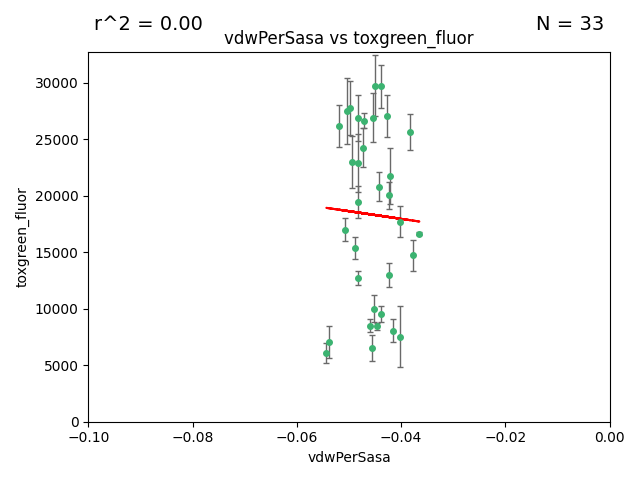 r^2 = 0.00
N = 33
vdwPerSasa vs toxgreen_fluor
toxgreen_fluor
30000
25000
20000
15000
10000
5000
0
−0.10
−0.08
−0.06
−0.04
−0.02
0.00
vdwPerSasa